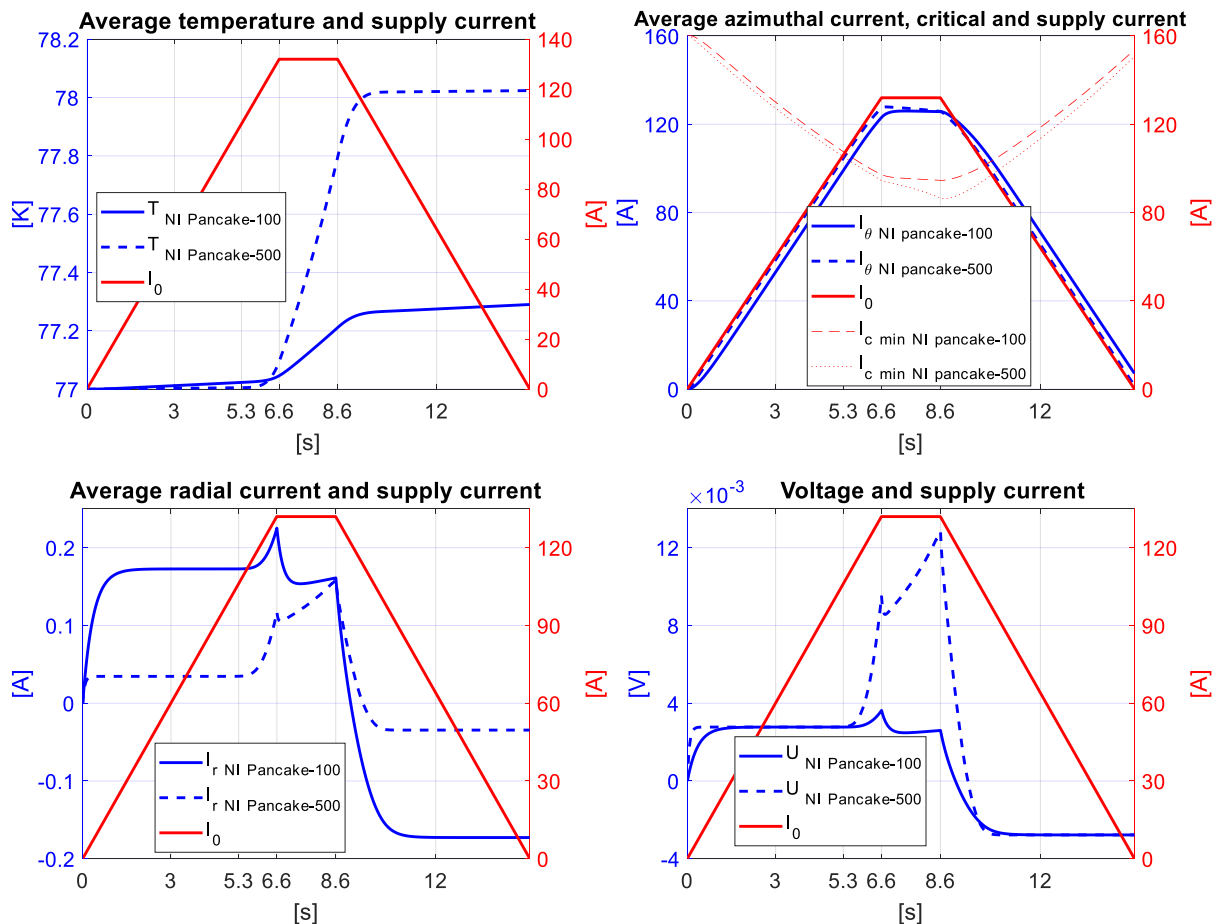 Average temperature and supply current
78.2
78
77.8
77.6
77.4
77.2
77
[K]
140
120
100
80
60
40
20
0
[A]
T NI Pancake-100
T NI Pancake-500
I0
0 3 5.3 6.6 8.6 12
[s]
Average azimuthal current, critical and supply current
160
120
80
40
0
[A]
160
120
80
40
0
[A]
Iθ NI pancake-100
Iθ NI pancake-500
I0
Ic min NI pancake-100
Ic min NI pancake-500
0 3 5.3 6.6 8.6 12
[s]
Average radial current and supply current
0.2
0.1
0
-0.1
-0.2
[A]
120
90
60
30
0
[A]
Ir NI Pancake-100
Ir NI Pancake-500
I0
0 3 5.3 6.6 8.6 12
[s]
×10-3
Voltage and supply current
12
8
4
0
-4
[V]
120
90
60
30
0
[A]
U NI Pancake-100
U NI Pancake-500
I0
0 3 5.3 6.6 8.6 12
[s]